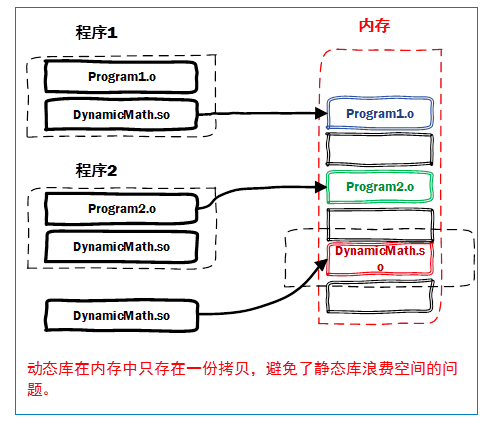 程序1
Program1.o
DynamicMath.so
程序2
Program2.o
DynamicMath.so
DynamicMath.so
内存
Program1.o
Program2.o
DynamicMath.s
o
动态库在内存中只存在一份拷贝，避免了静态库浪费空间的问
题。